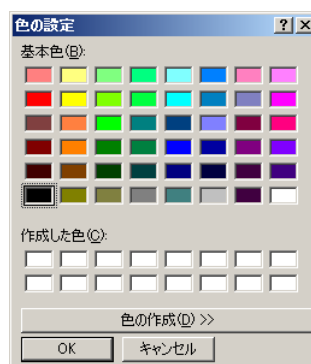 色の設定
基本色(B):
作成した色(C):
色の作成(D) >>
OK
キャンセル